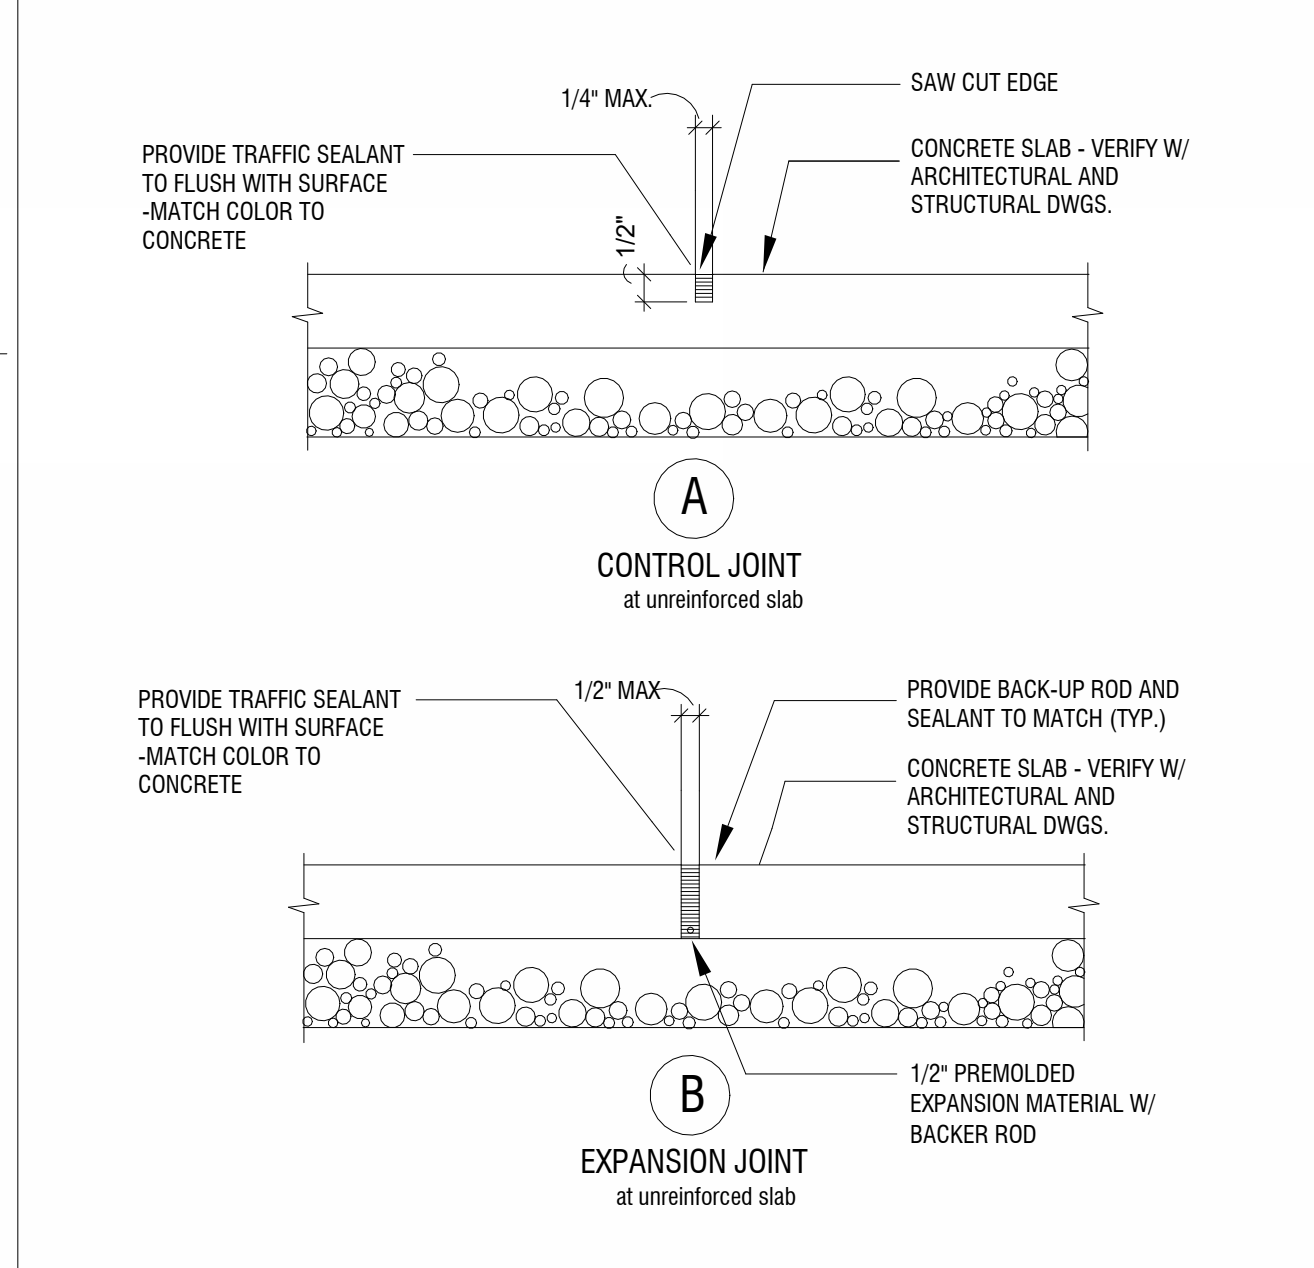 1/4" MAX.
SAW CUT EDGE
PROVIDE TRAFFIC SEALANT
TO FLUSH WITH SURFACE
-MATCH COLOR TO
CONCRETE
CONCRETE SLAB - VERIFY W/
ARCHITECTURAL AND
STRUCTURAL DWGS.
1/2"
A
CONTROL JOINT
at unreinforced slab
PROVIDE TRAFFIC SEALANT
TO FLUSH WITH SURFACE
-MATCH COLOR TO
CONCRETE
1/2" MAX
PROVIDE BACK-UP ROD AND
SEALANT TO MATCH (TYP.)
CONCRETE SLAB - VERIFY W/
ARCHITECTURAL AND
STRUCTURAL DWGS.
1/2" PREMOLDED
EXPANSION MATERIAL W/
BACKER ROD
B
EXPANSION JOINT
at unreinforced slab